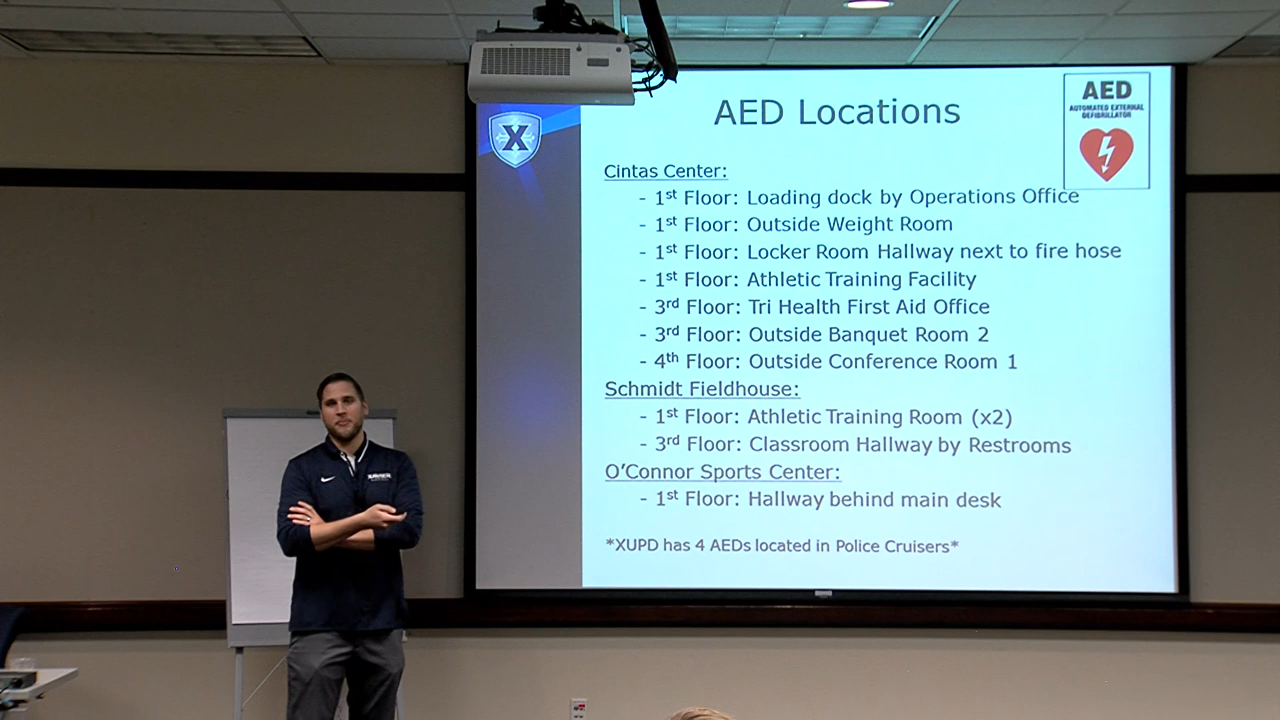 AED Locations
AED
AUTOMATED EXTERNAL
DEFIBRILLATOR
X
Cintas Center:
- 1st Floor: Loading dock by Operations Office
- 1st Floor: Outside Weight Room
- 1st Floor: Locker Room Hallway next to fire hose
- 1st Floor: Athletic Training Facility
- 3rd Floor: Tri Health First Aid Office
- 3rd Floor: Outside Banquet Room 2
- 4th Floor: Outside Conference Room 1
Schmidt Fieldhouse:
- 1st Floor: Athletic Training Room (x2)
- 3rd Floor: Classroom Hallway by Restrooms
O'Connor Sports Center:
- 1st Floor: Hallway behind main desk
*XUPD has 4 AEDs located in Police Cruisers*
XAVIER